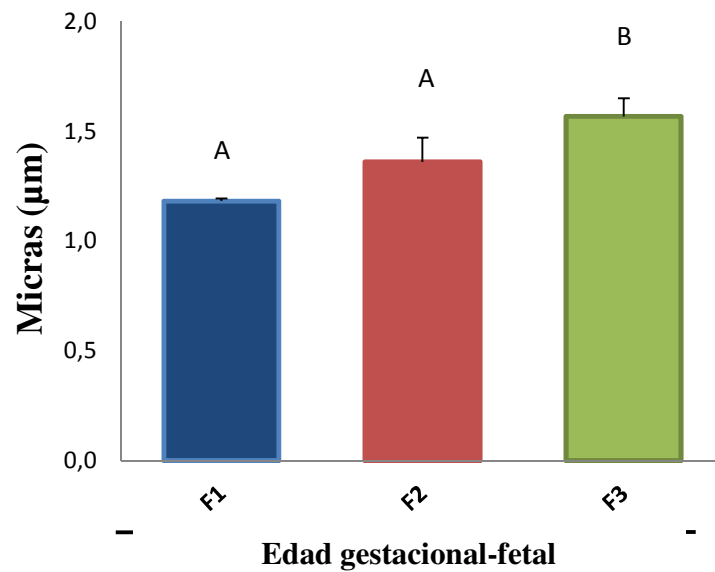 2,0
1,5
1,0
0,5
0,0
Micras (µm)
A
A
B
F1
F2
F3
Edad gestacional-fetal